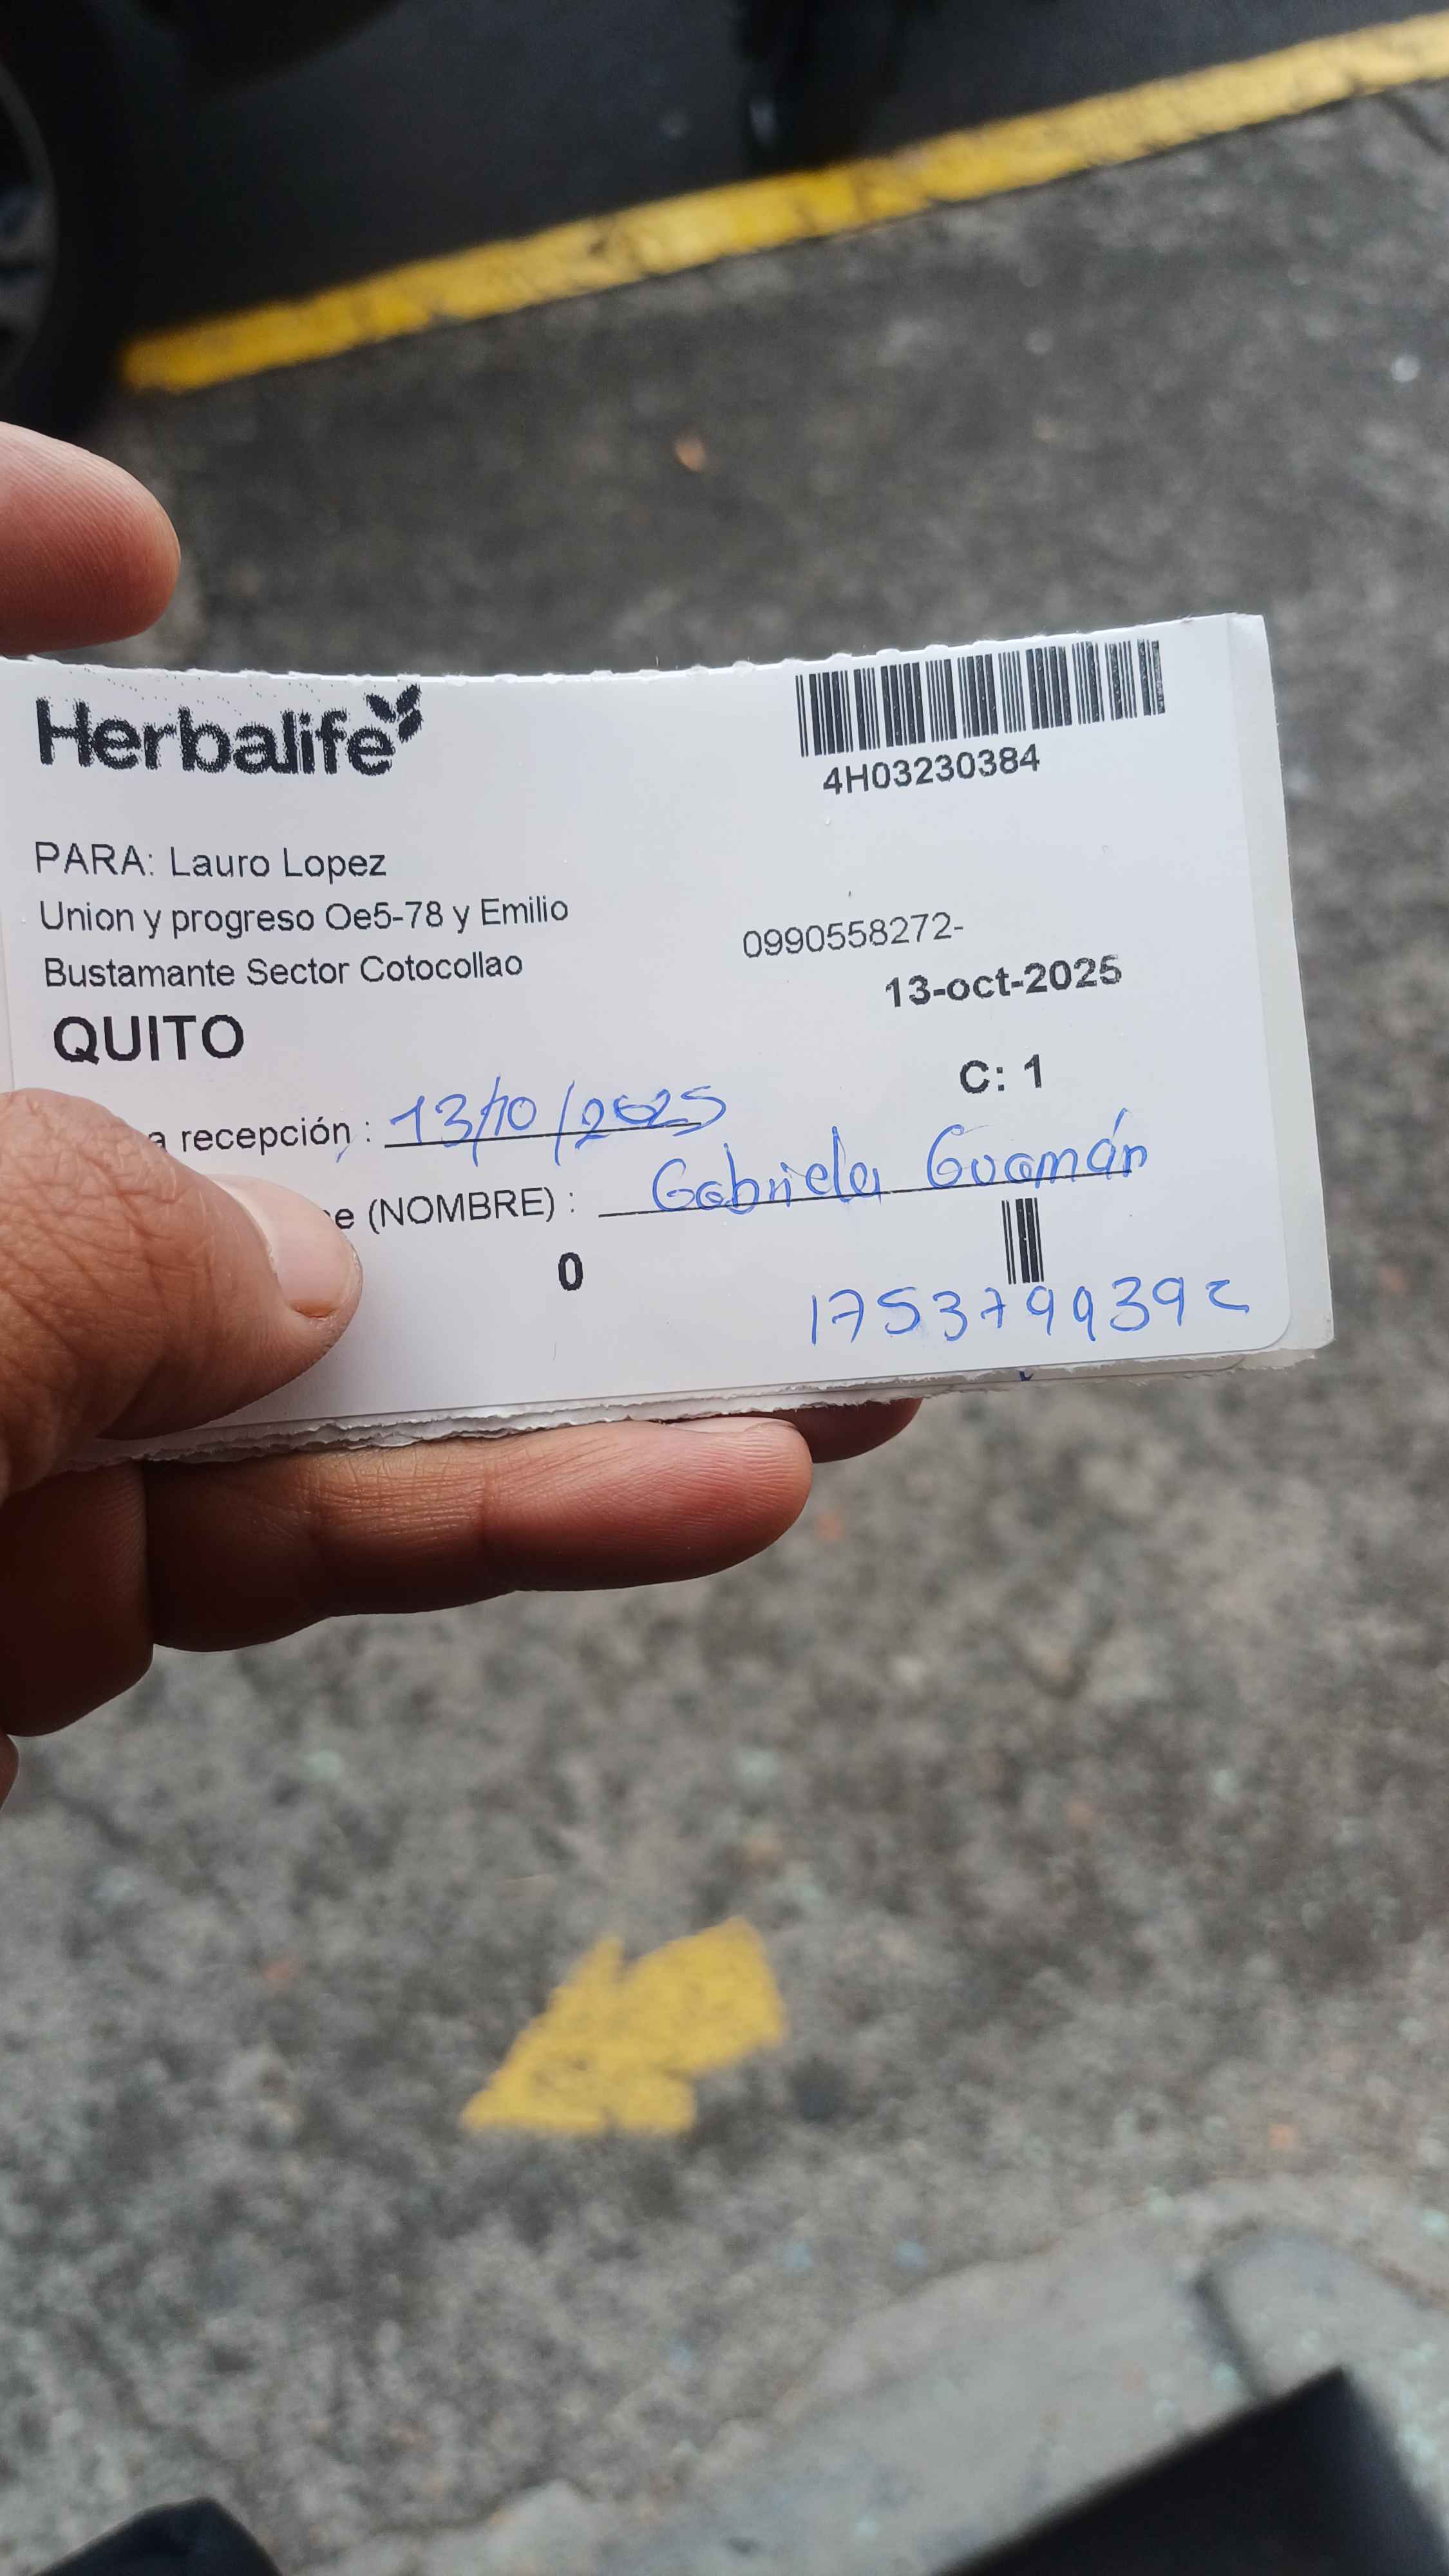 Herbalife
4H03230384
PARA: Lauro Lopez
Union y progreso Oe5-78 y Emilio
Bustamante Sector Cotocollao
0990558272-
13-oct-2025
QUITO
C: 1
a recepción : 13/10/2025
e (NOMBRE) : Gabriela Guamán
0
1753799392